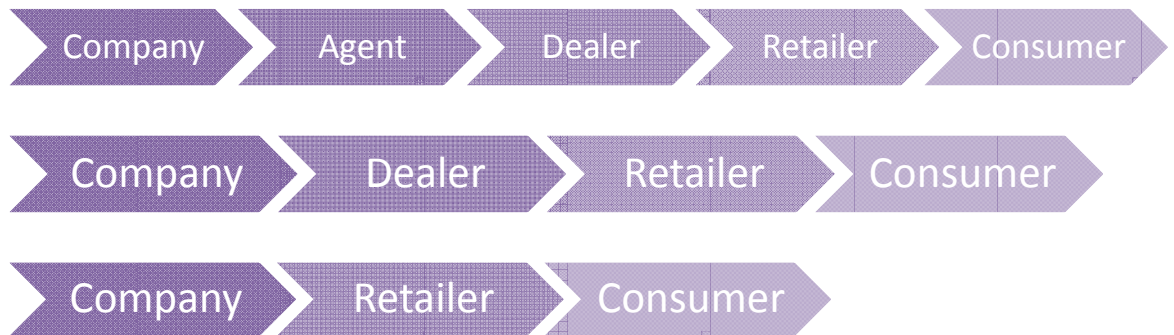 Company Agent Dealer Retailer Consumer
Company Dealer Retailer Consumer
Company Retailer Consumer